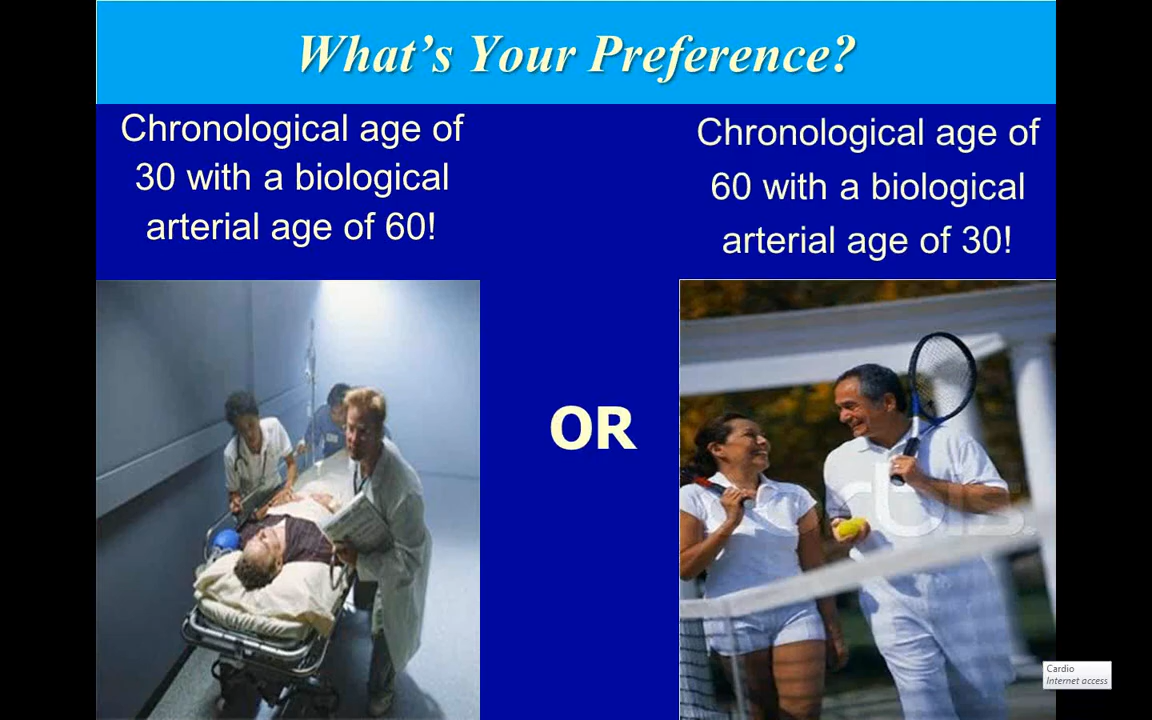 What's Your Preference?
Chronological age of
30 with a biological
arterial age of 60!
Chronological age of
60 with a biological
arterial age of 30!
OR
Cardio
Internet access